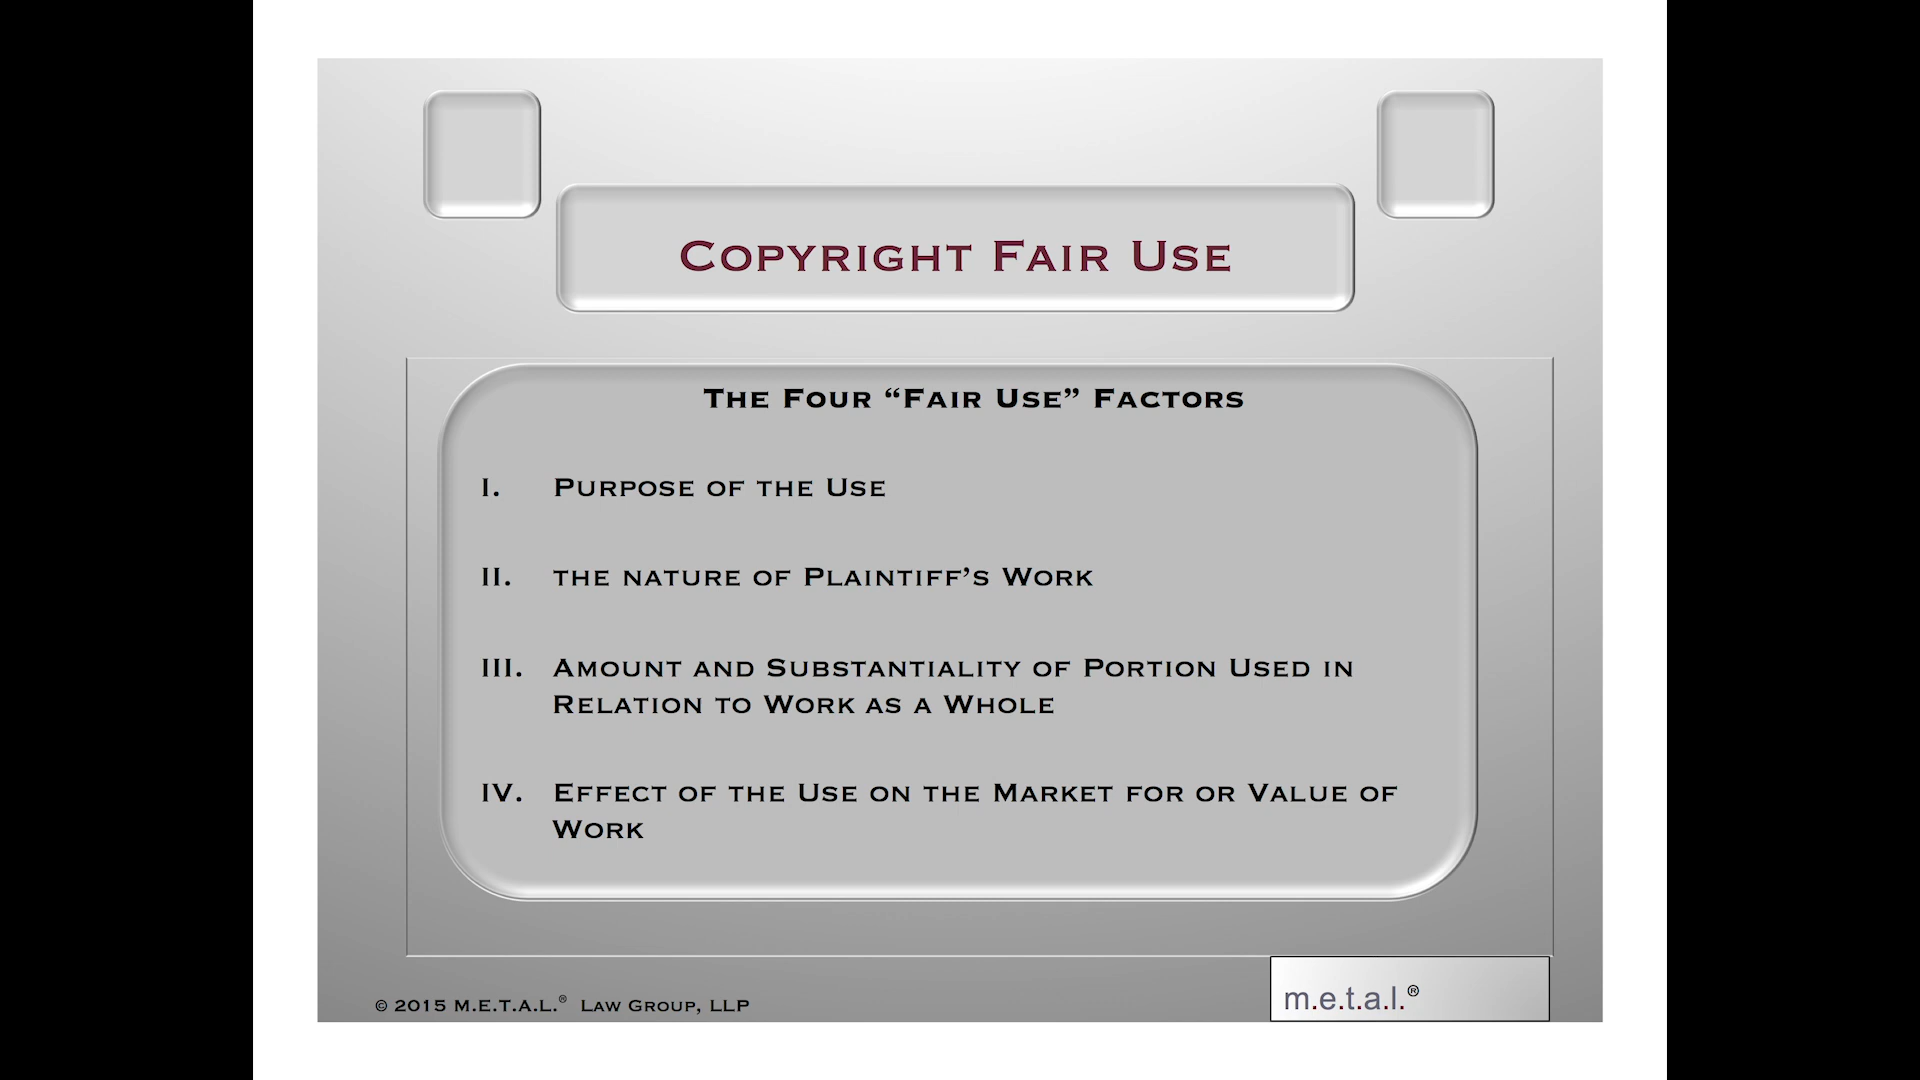 Copyright Fair Use
The Four “Fair Use” Factors
I. Purpose of the Use
II. the nature of Plaintiff’s Work
III. Amount and Substantiality of Portion Used in
Relation to Work as a Whole
IV. Effect of the Use on the Market for or Value of
Work
© 2015 M.E.T.A.L.® Law Group, LLP
m.e.t.a.l.®